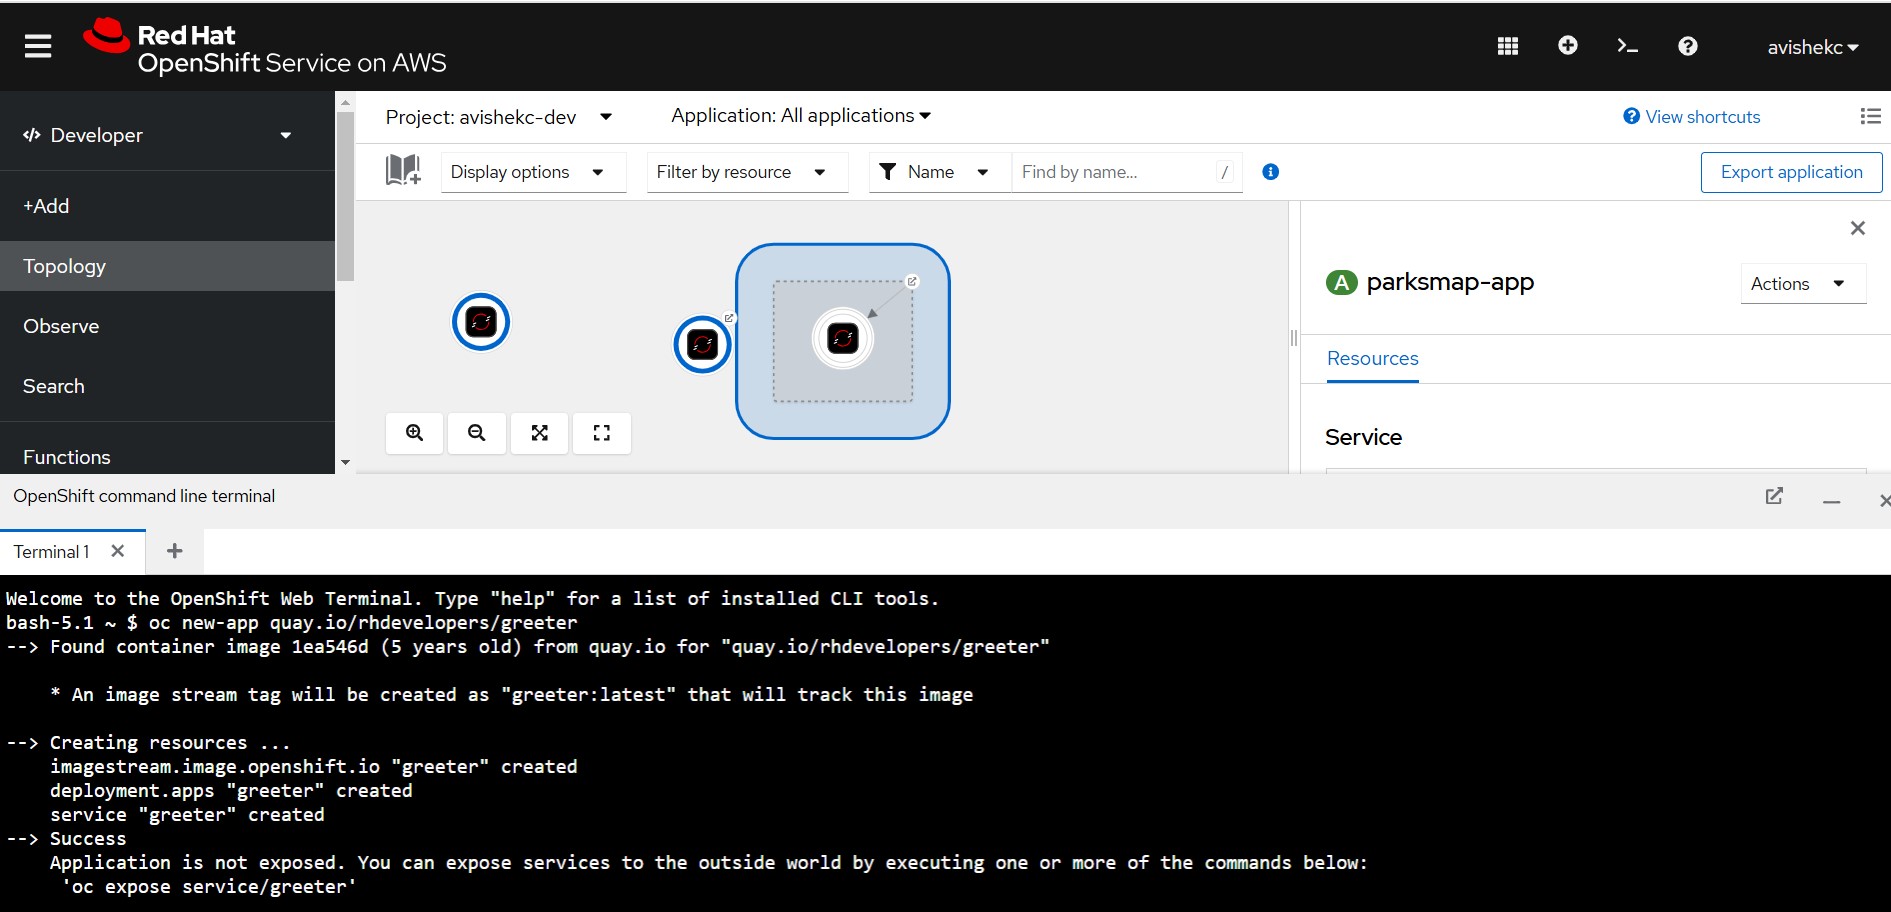 Red Hat
OpenShift Service on AWS
avishekc
Developer
+Add
Topology
Observe
Search
Functions
Project: avishekc-dev
Application: All applications
View shortcuts
Display options
Filter by resource
Name
Find by name...
/
Export application
A parksmap-app
Actions
Resources
Service
OpenShift command line terminal
Terminal 1
Welcome to the OpenShift Web Terminal. Type "help" for a list of installed CLI tools.
bash-5.1 ~ $ oc new-app quay.io/rhdevelopers/greeter
--> Found container image 1ea546d (5 years old) from quay.io for "quay.io/rhdevelopers/greeter"
* An image stream tag will be created as "greeter:latest" that will track this image
--> Creating resources ...
imagestream.image.openshift.io "greeter" created
deployment.apps "greeter" created
service "greeter" created
--> Success
Application is not exposed. You can expose services to the outside world by executing one or more of the commands below:
'oc expose service/greeter'